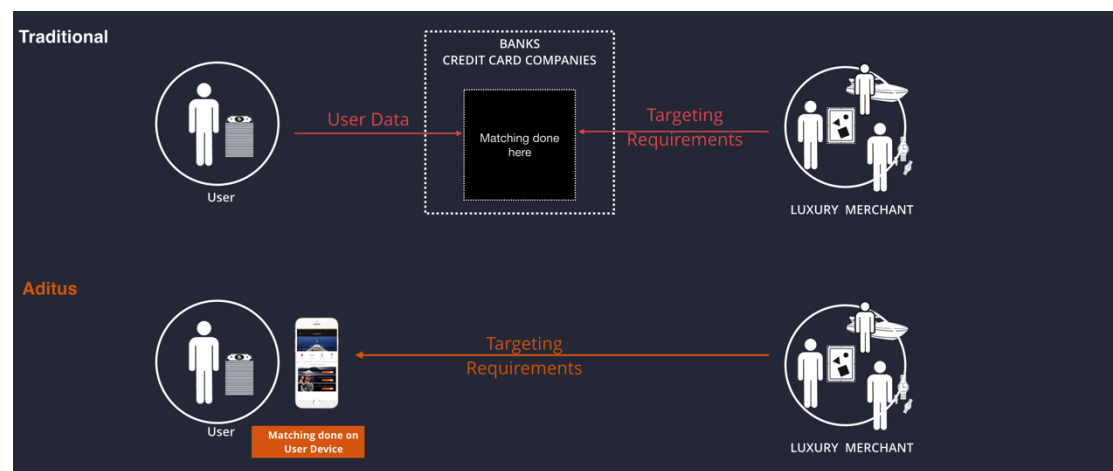 Traditional
BANKS
CREDIT CARD COMPANIES
User Data
Matching done
here
Targeting
Requirements
User
LUXURY MERCHANT
Aditus
Targeting
Requirements
User
Matching done on
User Device
LUXURY MERCHANT